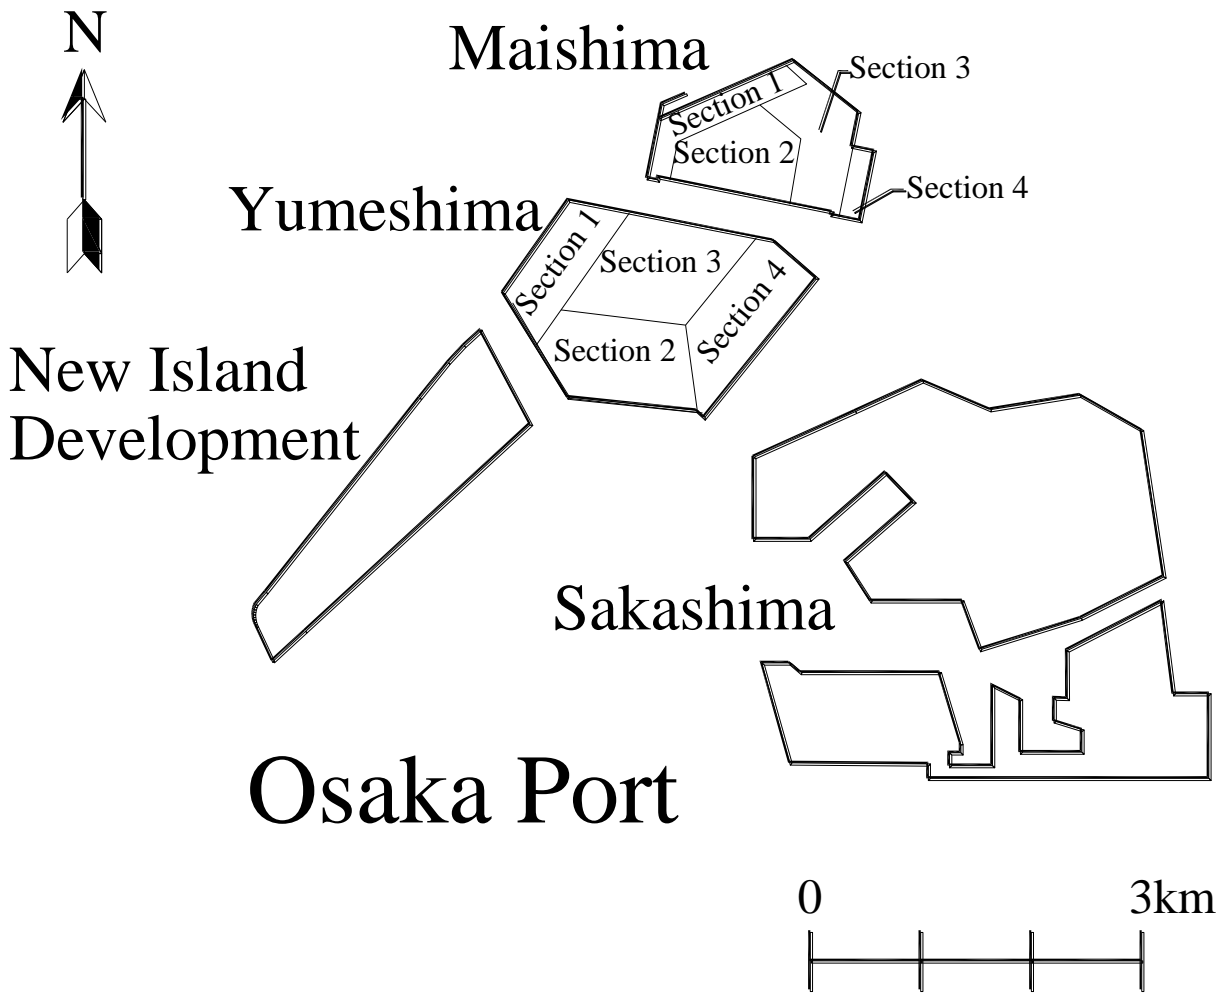 N
Maishima
Section 3
Section 1
Section 2
Section 4
Yumeshima
Section 1
Section 3
Section 4
Section 2
New Island
Development
Sakashima
Osaka Port
0
3km